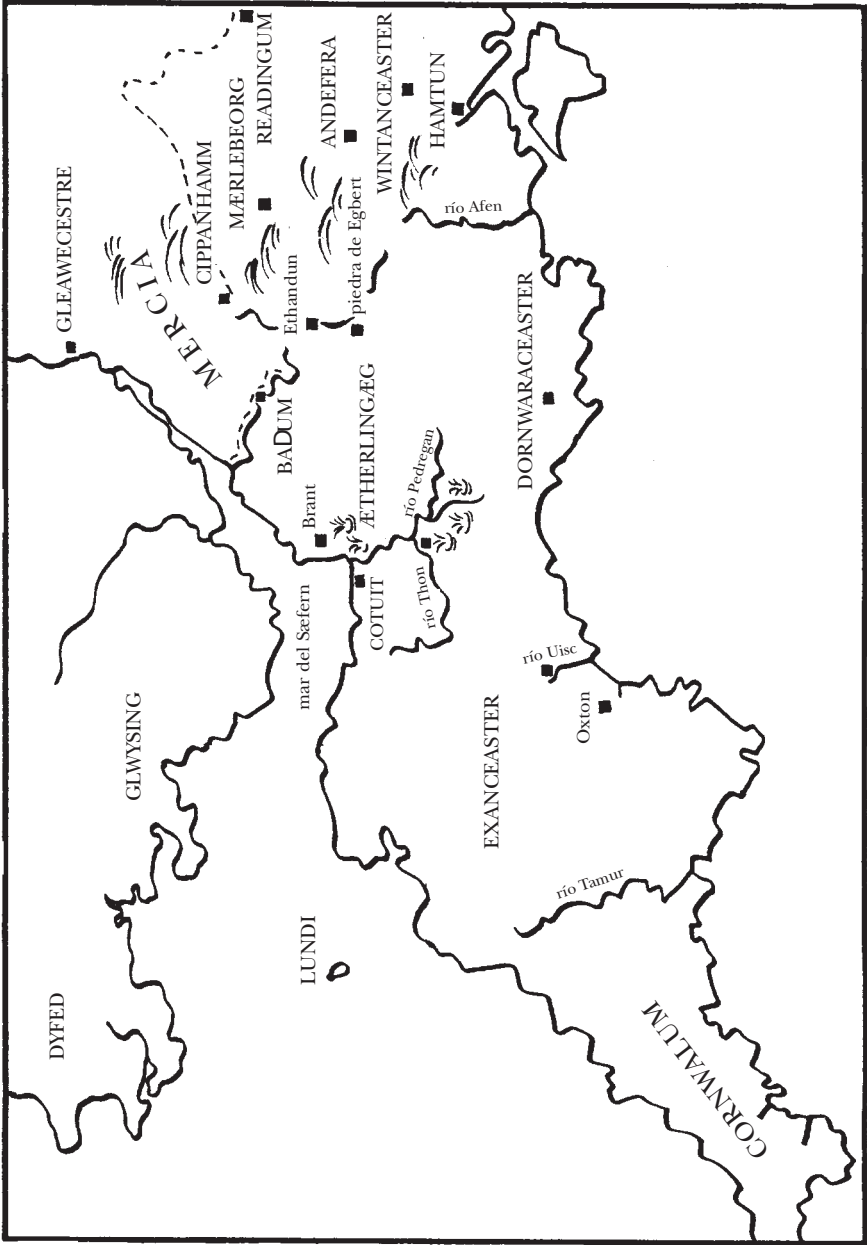 DYFED
GLWYSING
GLEAWECESTRE
MERCIA
CIPPANHAMM
MÆRLEBEORG
READINGUM
LUNDI
mar del Sæfern
Brant
BADUM
Ethandun
piedra de Egbert
ANDEFERA
COTUIT
ÆTHERLINGÆG
WINTANCEASTER
HAMTUN
río Thon
río Pedregan
río Afen
EXANCEASTER
río Uisc
DORNWARACEASTER
Oxton
río Tamur
CORNWALUM